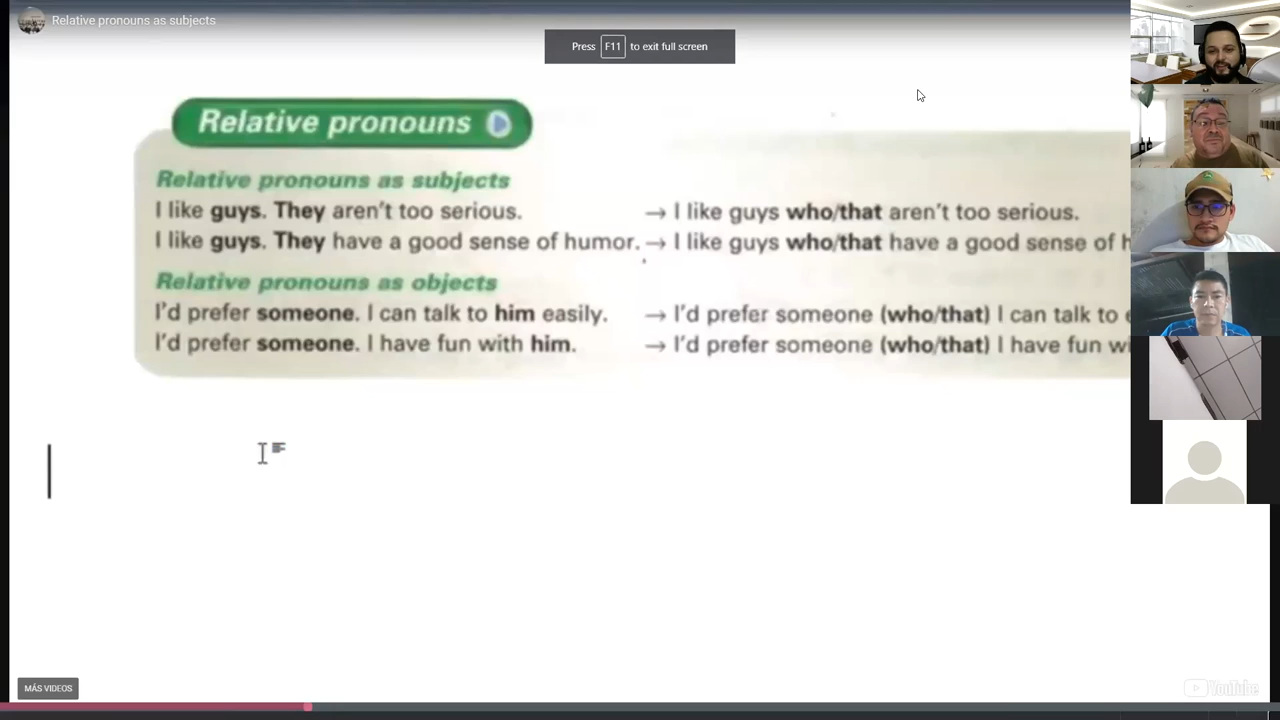 Relative pronouns as subjects
Press F11 to exit full screen
Relative pronouns
Relative pronouns as subjects
I like guys. They aren't too serious. → I like guys who/that aren't too serious.
I like guys. They have a good sense of humor. → I like guys who/that have a good sense of h
Relative pronouns as objects
I'd prefer someone. I can talk to him easily. → I'd prefer someone (who/that) I can talk to e
I'd prefer someone. I have fun with him. → I'd prefer someone (who/that) I have fun wi
MÁS VIDEOS
YouTube